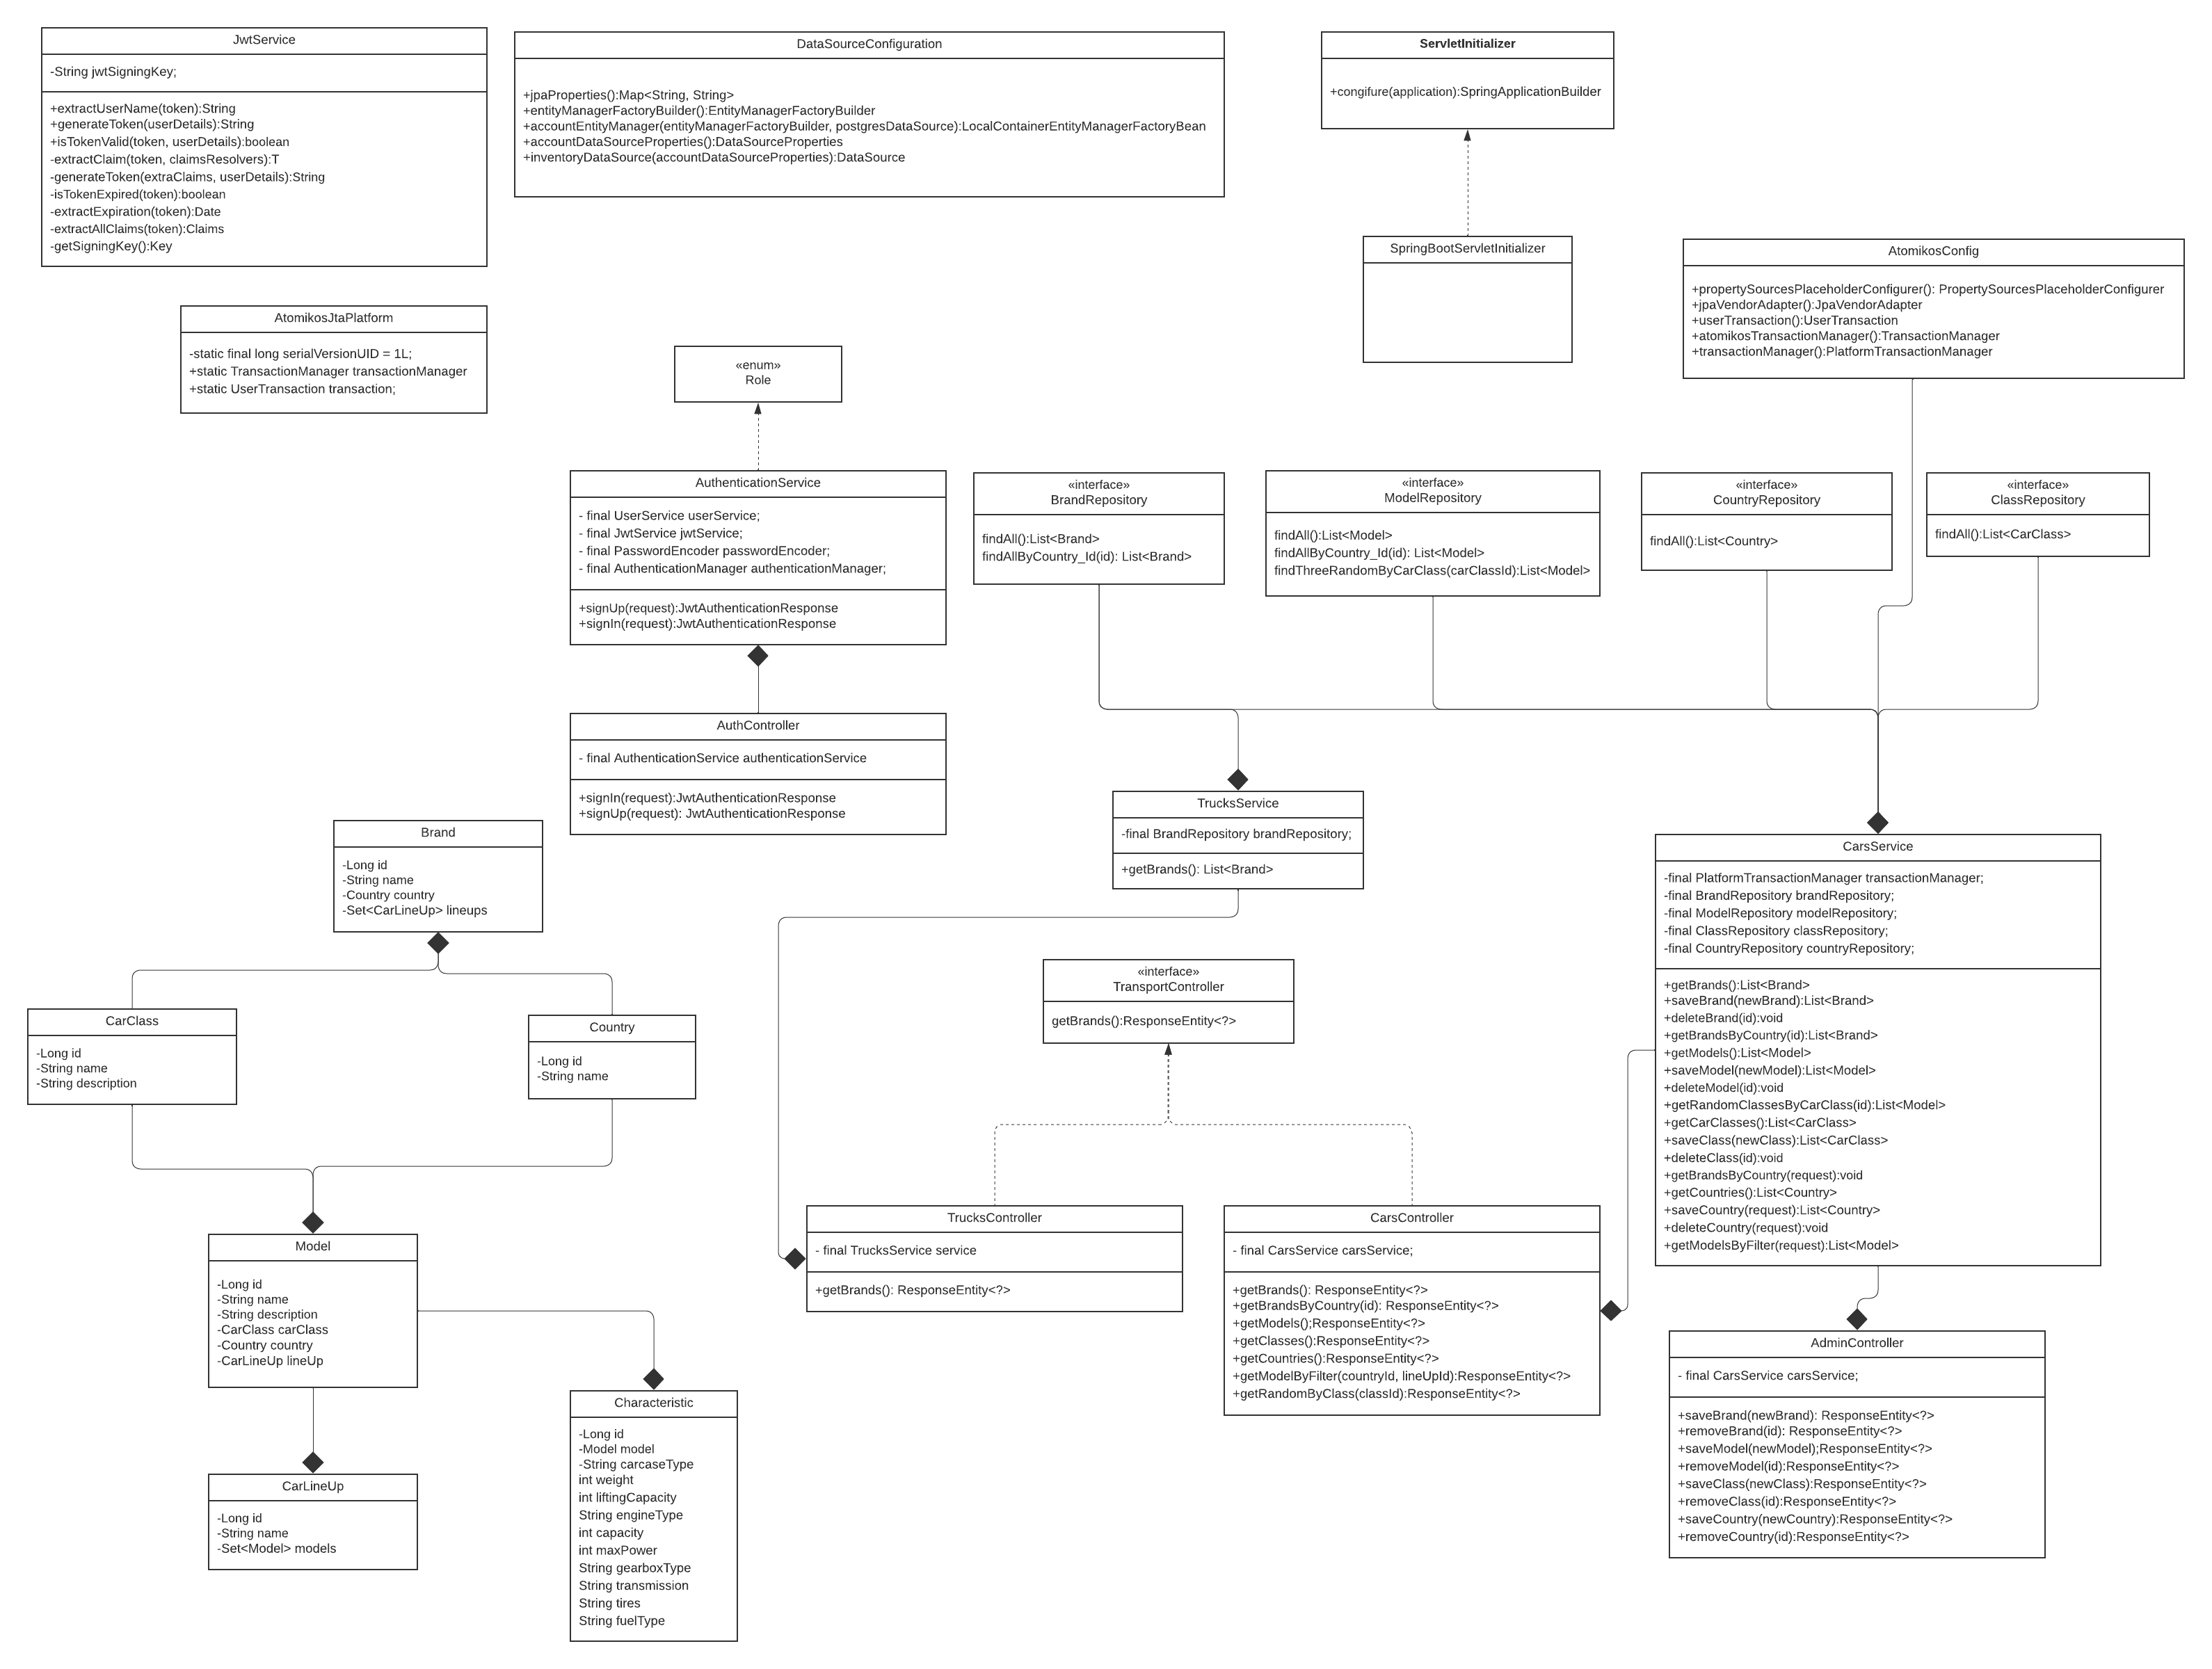 JwtService
-String jwtSigningKey;
+extractUserName(token):String
+generateToken(userDetails):String
+isTokenValid(token, userDetails):boolean
-extractClaim(token, claimsResolvers):T
-generateToken(extraClaims, userDetails):String
-isTokenExpired(token):boolean
-extractExpiration(token):Date
-extractAllClaims(token):Claims
-getSigningKey():Key
DataSourceConfiguration
+jpaProperties():Map<String, String>
+entityManagerFactoryBuilder():EntityManagerFactoryBuilder
+accountEntityManager(entityManagerFactoryBuilder, postgresDataSource):LocalContainerEntityManagerFactoryBean
+accountDataSourceProperties():DataSourceProperties
+inventoryDataSource(accountDataSourceProperties):DataSource
ServletInitializer
+congifure(application):SpringApplicationBuilder
SpringBootServletInitializer
AtomikosConfig
+propertySourcesPlaceholderConfigurer(): PropertySourcesPlaceholderConfigurer
+jpaVendorAdapter():JpaVendorAdapter
+userTransaction():UserTransaction
+atomikosTransactionManager():TransactionManager
+transactionManager():PlatformTransactionManager
AtomikosJtaPlatform
-static final long serialVersionUID = 1L;
+static TransactionManager transactionManager
+static UserTransaction transaction;
«enum»
Role
AuthenticationService
- final UserService userService;
- final JwtService jwtService;
- final PasswordEncoder passwordEncoder;
- final AuthenticationManager authenticationManager;
+signUp(request):JwtAuthenticationResponse
+signIn(request):JwtAuthenticationResponse
«interface»
BrandRepository
findAll():List<Brand>
findAllByCountry_Id(id): List<Brand>
«interface»
ModelRepository
findAll():List<Model>
findAllByCountry_Id(id): List<Model>
findThreeRandomByCarClass(carClassId):List<Model>
«interface»
CountryRepository
findAll():List<Country>
«interface»
ClassRepository
findAll():List<CarClass>
AuthController
- final AuthenticationService authenticationService
+signIn(request):JwtAuthenticationResponse
+signUp(request): JwtAuthenticationResponse
TrucksService
-final BrandRepository brandRepository;
+getBrands(): List<Brand>
Brand
-Long id
-String name
-Country country
-Set<CarLineUp> lineups
CarsService
-final PlatformTransactionManager transactionManager;
-final BrandRepository brandRepository;
-final ModelRepository modelRepository;
-final ClassRepository classRepository;
-final CountryRepository countryRepository;
+getBrands():List<Brand>
+saveBrand(newBrand):List<Brand>
+deleteBrand(id):void
+getBrandsByCountry(id):List<Brand>
+getModels():List<Model>
+saveModel(newModel):List<Model>
+deleteModel(id):void
+getRandomClassesByCarClass(id):List<Model>
+getCarClasses():List<CarClass>
+saveClass(newClass):List<CarClass>
+deleteClass(id):void
+getBrandsByCountry(request):void
+getCountries():List<Country>
+saveCountry(request):List<Country>
+deleteCountry(request):void
+getModelsByFilter(request):List<Model>
«interface»
TransportController
getBrands():ResponseEntity<?>
CarClass
-Long id
-String name
-String description
Country
-Long id
-String name
TrucksController
- final TrucksService service
+getBrands(): ResponseEntity<?>
CarsController
- final CarsService carsService;
+getBrands(): ResponseEntity<?>
+getBrandsByCountry(id): ResponseEntity<?>
+getModels();ResponseEntity<?>
+getClasses():ResponseEntity<?>
+getCountries():ResponseEntity<?>
+getModelByFilter(countryId, lineUpId):ResponseEntity<?>
+getRandomByClass(classId):ResponseEntity<?>
Model
-Long id
-String name
-String description
-CarClass carClass
-Country country
-CarLineUp lineUp
AdminController
- final CarsService carsService;
+saveBrand(newBrand): ResponseEntity<?>
+removeBrand(id): ResponseEntity<?>
+saveModel(newModel);ResponseEntity<?>
+removeModel(id):ResponseEntity<?>
+saveClass(newClass):ResponseEntity<?>
+removeClass(id):ResponseEntity<?>
+saveCountry(newCountry):ResponseEntity<?>
+removeCountry(id):ResponseEntity<?>
Characteristic
-Long id
-Model model
-String carcaseType
int weight
int liftingCapacity
String engineType
int capacity
int maxPower
String gearboxType
String transmission
String tires
String fuelType
CarLineUp
-Long id
-String name
-Set<Model> models